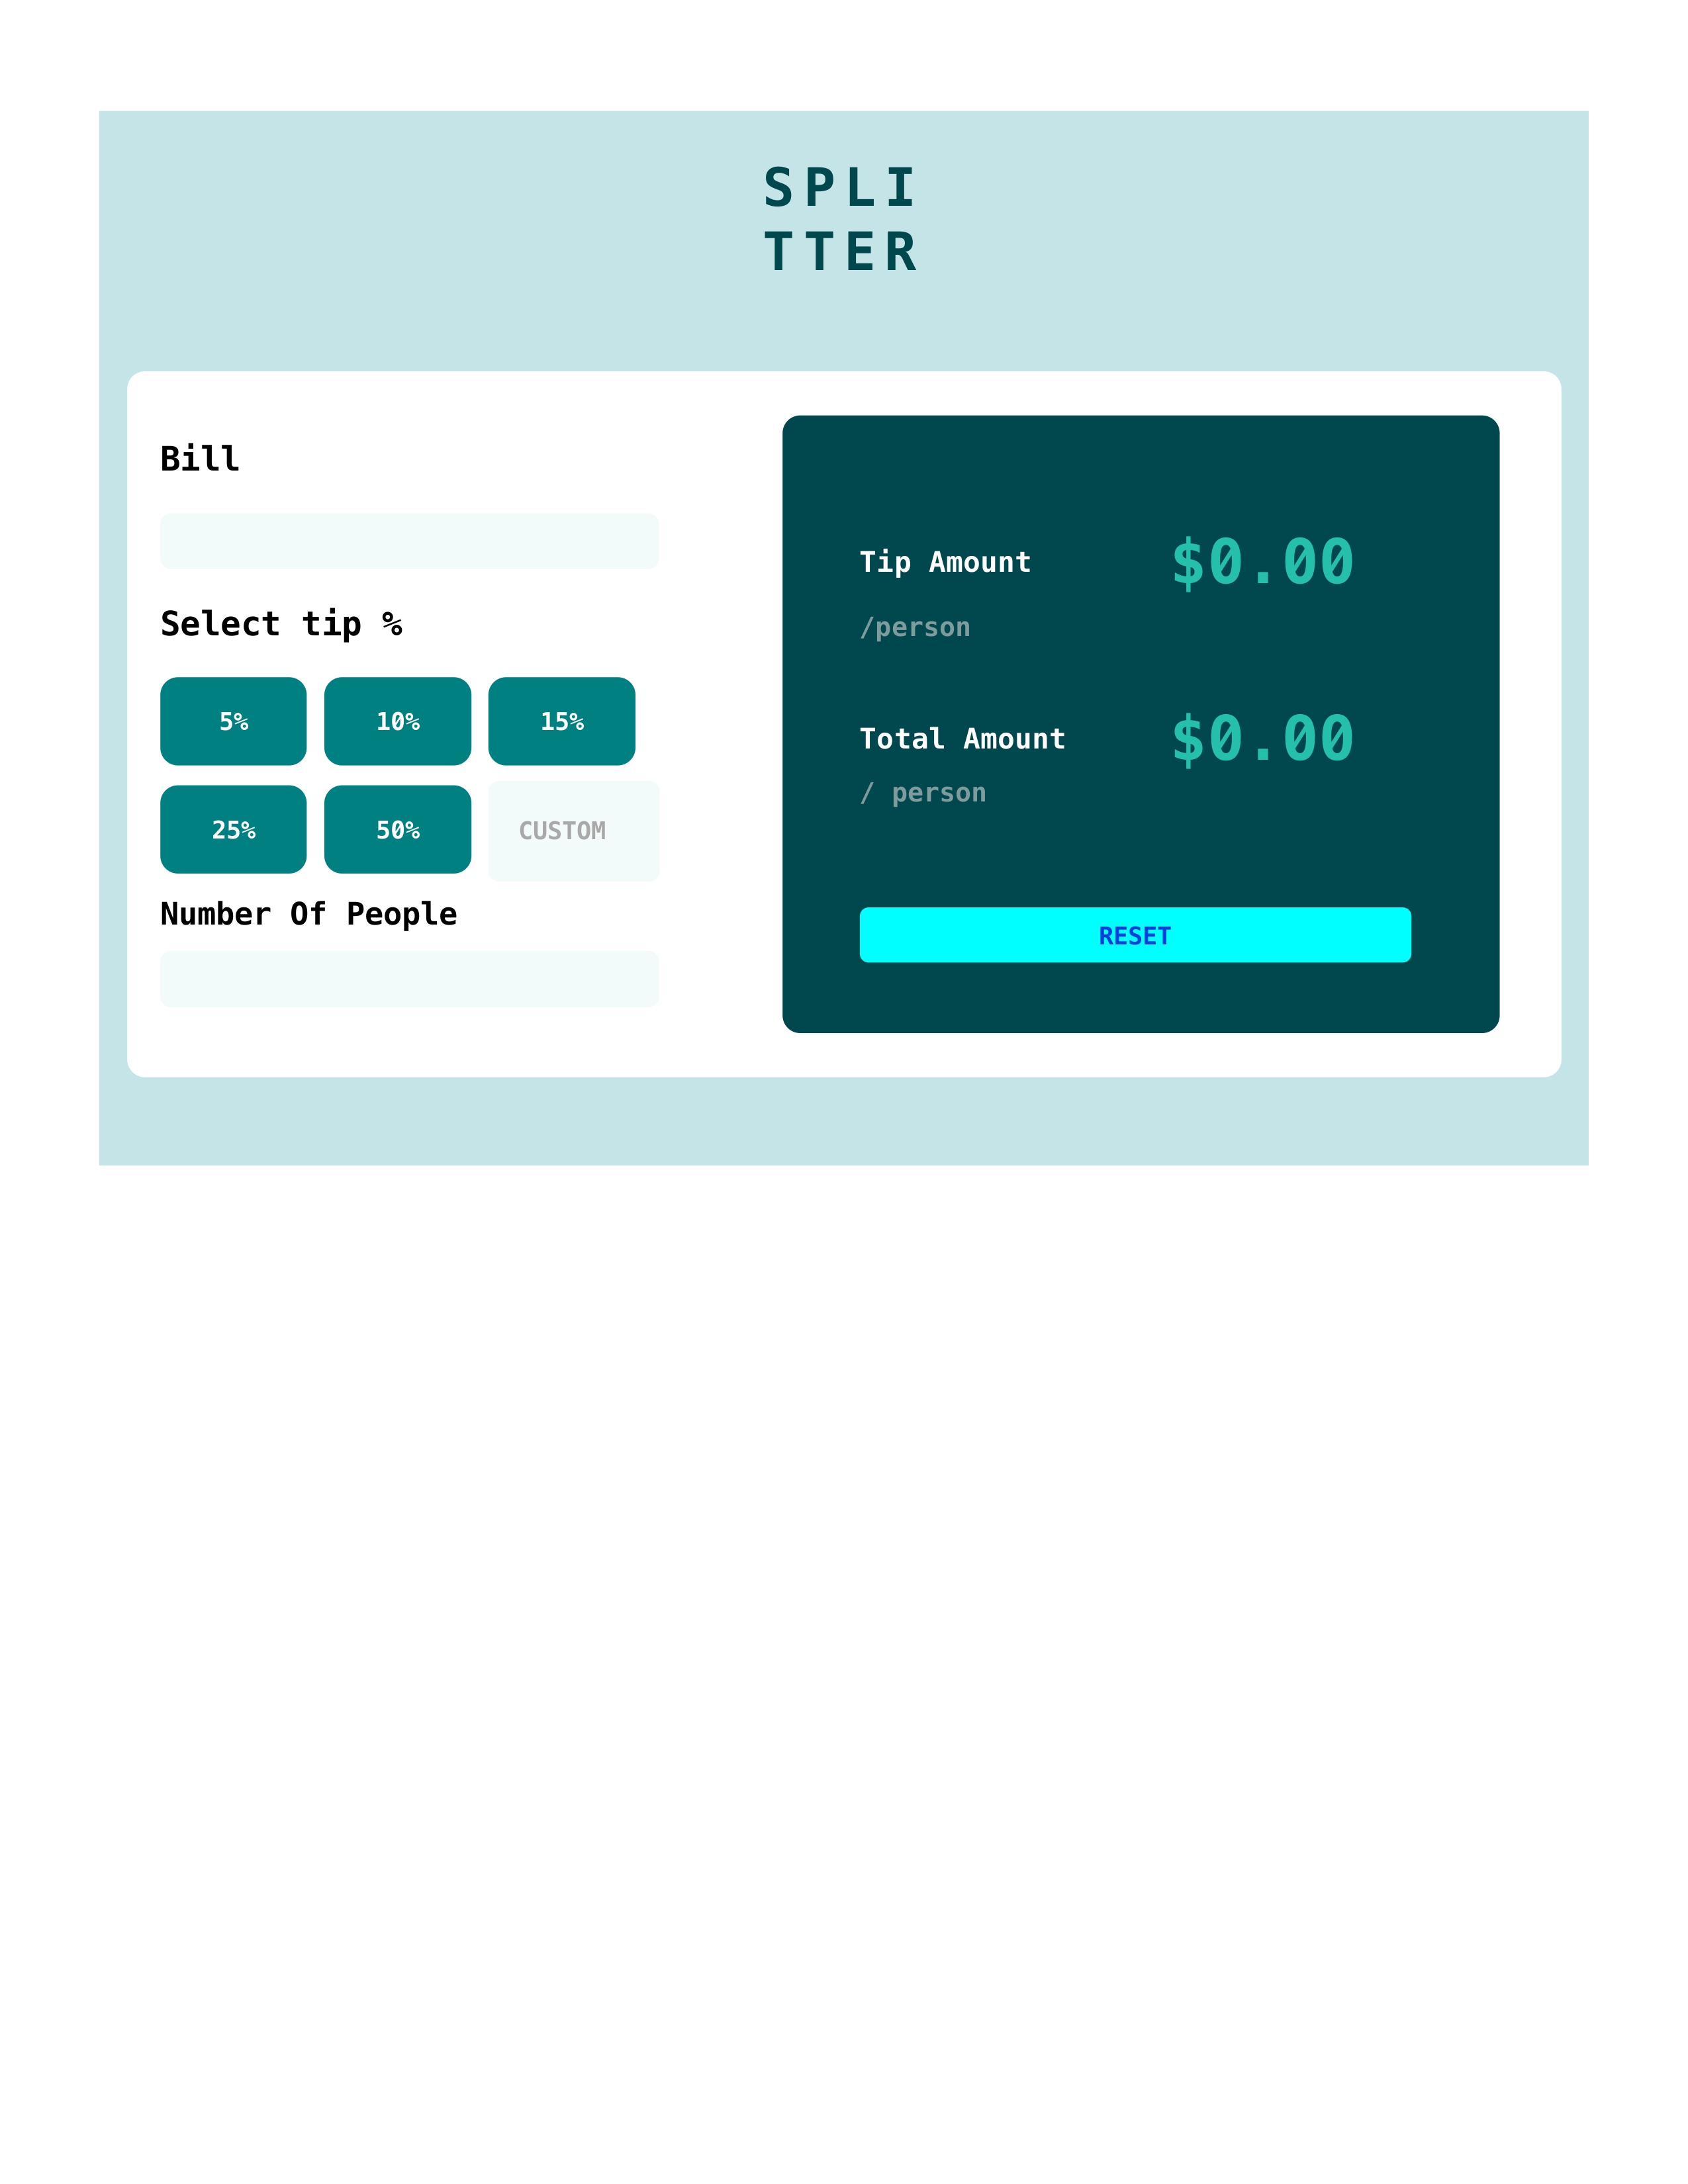 SPLI
TTER
Bill
Select tip %
5% 10% 15%
25% 50% CUSTOM
Number Of People
Tip Amount $0.00
/person
Total Amount $0.00
/ person
RESET